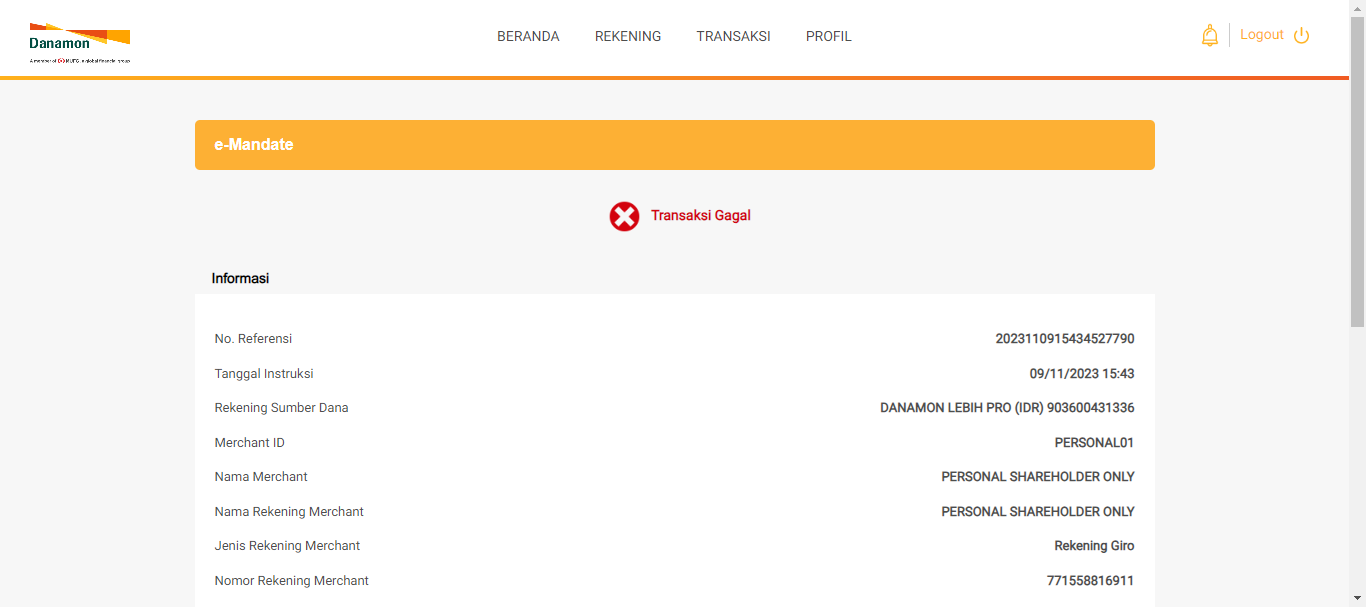 BERANDA REKENING TRANSAKSI PROFIL
Logout
Danamon
A member of MUFG, a global financial group
e-Mandate
Transaksi Gagal
Informasi
No. Referensi 2023110915434527790
Tanggal Instruksi 09/11/2023 15:43
Rekening Sumber Dana DANAMON LEBIH PRO (IDR) 903600431336
Merchant ID PERSONAL01
Nama Merchant PERSONAL SHAREHOLDER ONLY
Nama Rekening Merchant PERSONAL SHAREHOLDER ONLY
Jenis Rekening Merchant Rekening Giro
Nomor Rekening Merchant 771558816911